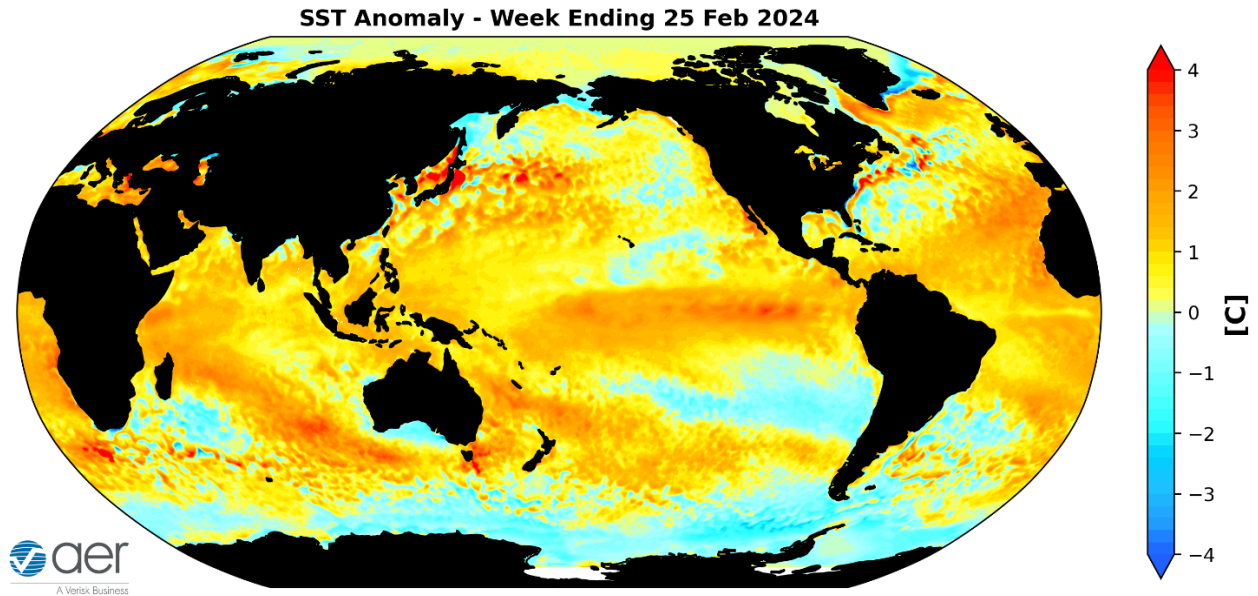 SST Anomaly - Week Ending 25 Feb 2024
4
3
2
1
0
−1
−2
−3
−4
[C]
aer
A Verisk Business